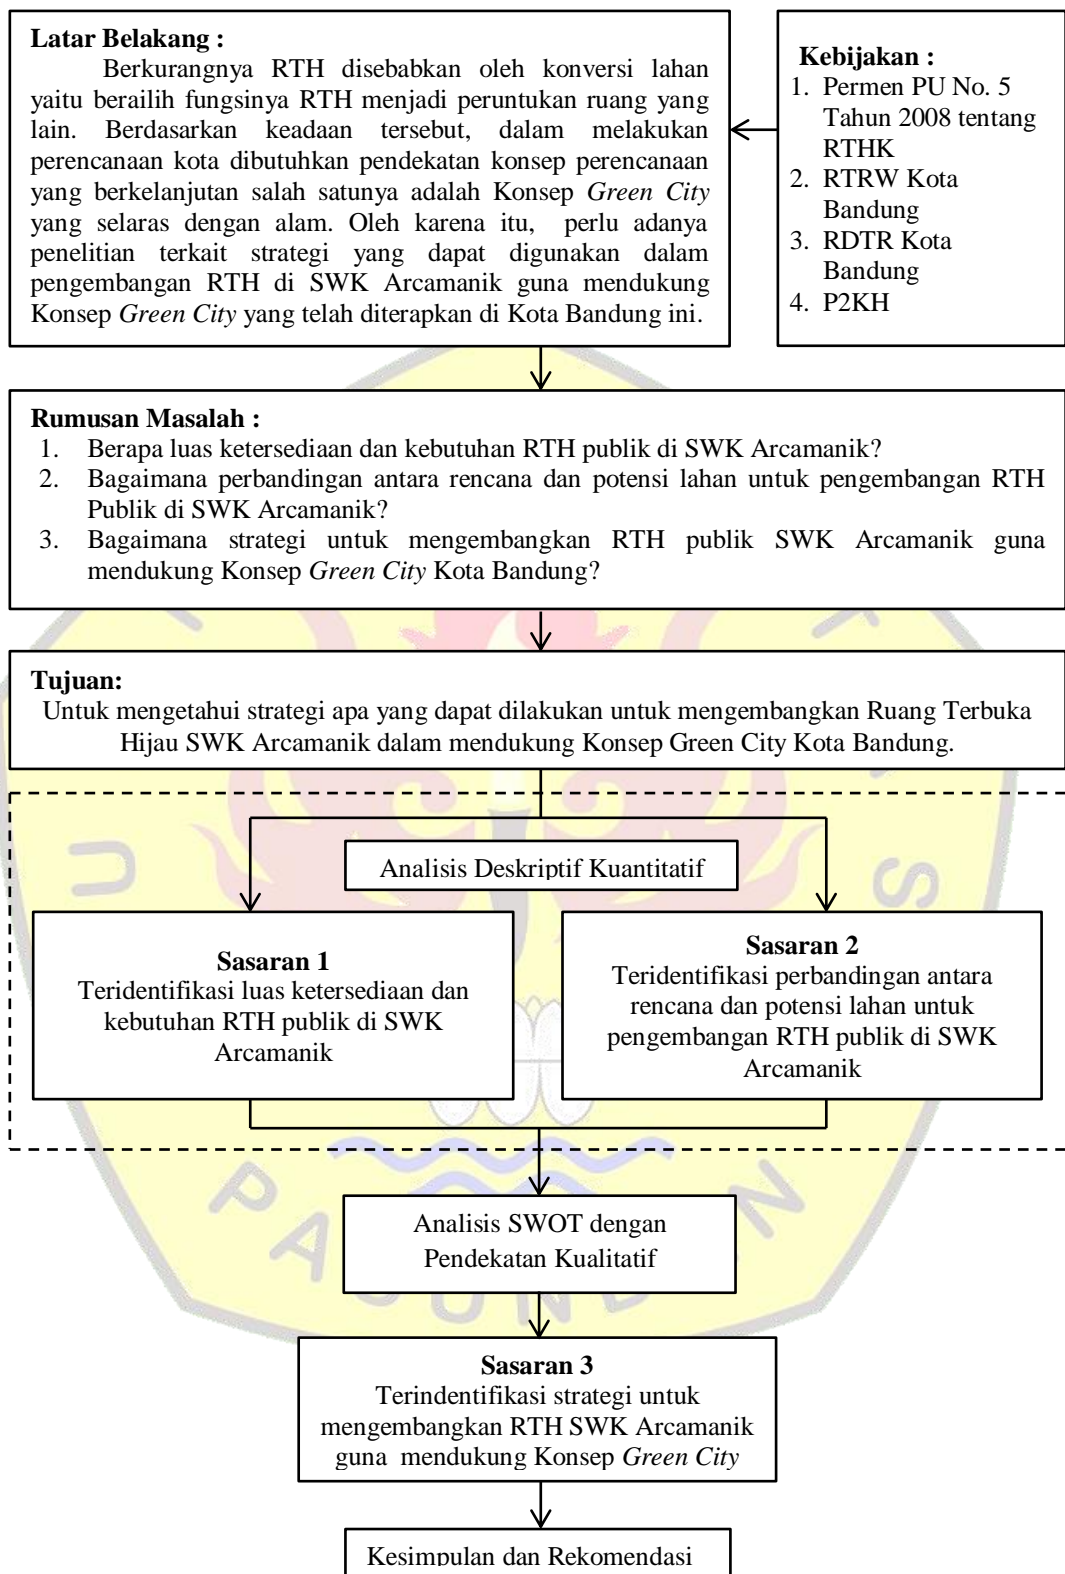 Latar Belakang :
Berkurangnya RTH disebabkan oleh konversi lahan
yaitu berailih fungsinya RTH menjadi peruntukan ruang yang
lain. Berdasarkan keadaan tersebut, dalam melakukan
perencanaan kota dibutuhkan pendekatan konsep perencanaan
yang berkelanjutan salah satunya adalah Konsep Green City
yang selaras dengan alam. Oleh karena itu, perlu adanya
penelitian terkait strategi yang dapat digunakan dalam
pengembangan RTH di SWK Arcamanik guna mendukung
Konsep Green City yang telah diterapkan di Kota Bandung ini.
Kebijakan :
1. Permen PU No. 5
Tahun 2008 tentang
RTHK
2. RTRW Kota
Bandung
3. RDTR Kota
Bandung
4. P2KH
Rumusan Masalah :
1. Berapa luas ketersediaan dan kebutuhan RTH publik di SWK Arcamanik?
2. Bagaimana perbandingan antara rencana dan potensi lahan untuk pengembangan RTH
Publik di SWK Arcamanik?
3. Bagaimana strategi untuk mengembangkan RTH publik SWK Arcamanik guna
mendukung Konsep Green City Kota Bandung?
Tujuan:
Untuk mengetahui strategi apa yang dapat dilakukan untuk mengembangkan Ruang Terbuka
Hijau SWK Arcamanik dalam mendukung Konsep Green City Kota Bandung.
Analisis Deskriptif Kuantitatif
Sasaran 1
Teridentifikasi luas ketersediaan dan
kebutuhan RTH publik di SWK
Arcamanik
Sasaran 2
Teridentifikasi perbandingan antara
rencana dan potensi lahan untuk
pengembangan RTH publik di SWK
Arcamanik
Analisis SWOT dengan
Pendekatan Kualitatif
Sasaran 3
Terindentifikasi strategi untuk
mengembangkan RTH SWK Arcamanik
guna mendukung Konsep Green City
Kesimpulan dan Rekomendasi